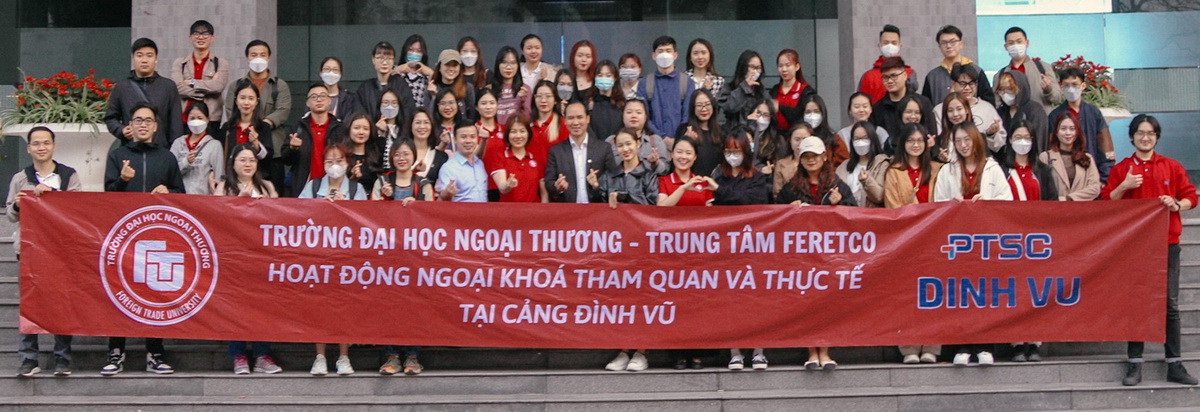 TRƯỜNG ĐẠI HỌC NGOẠI THƯƠNG
FTU
FOREIGN TRADE UNIVERSITY
TRƯỜNG ĐẠI HỌC NGOẠI THƯƠNG - TRUNG TÂM FERETCO
HOẠT ĐỘNG NGOẠI KHOÁ THAM QUAN VÀ THỰC TẾ
TẠI CẢNG ĐÌNH VŨ
PTSC
DINH VU